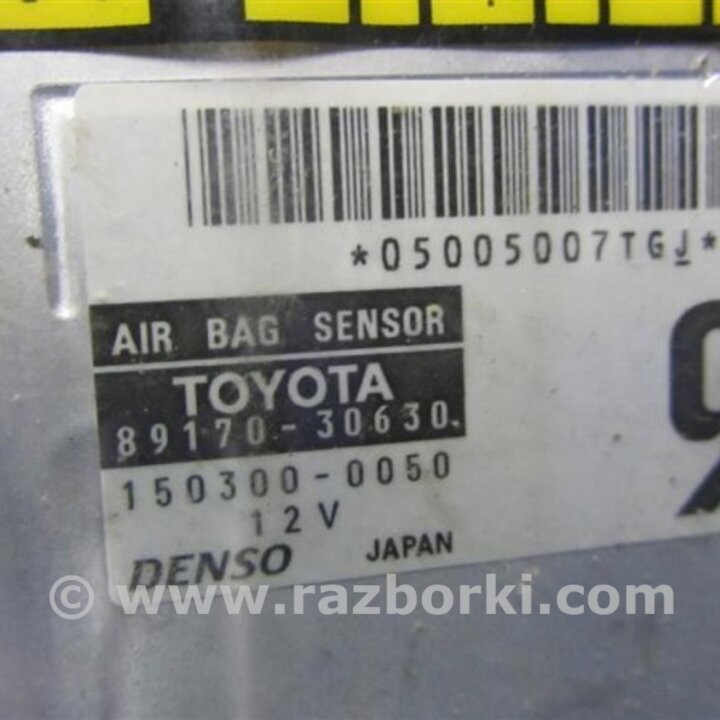 *05005007TGJ*
AIR BAG SENSOR
TOYOTA
89170-30630
150300-0050
12V
DENSO JAPAN
© www.razborki.com